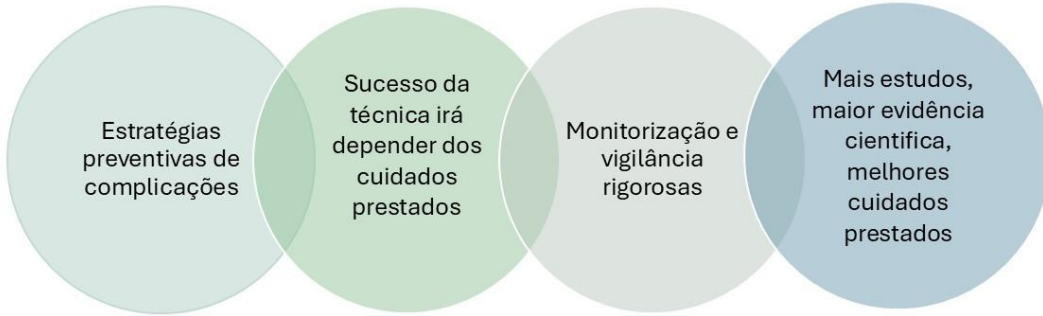 Estratégias
preventivas de
complicações
Sucesso da
técnica irá
depender dos
cuidados
prestados
Monitorização e
vigilância
rigorosas
Mais estudos,
maior evidência
cientifica,
melhores
cuidados
prestados